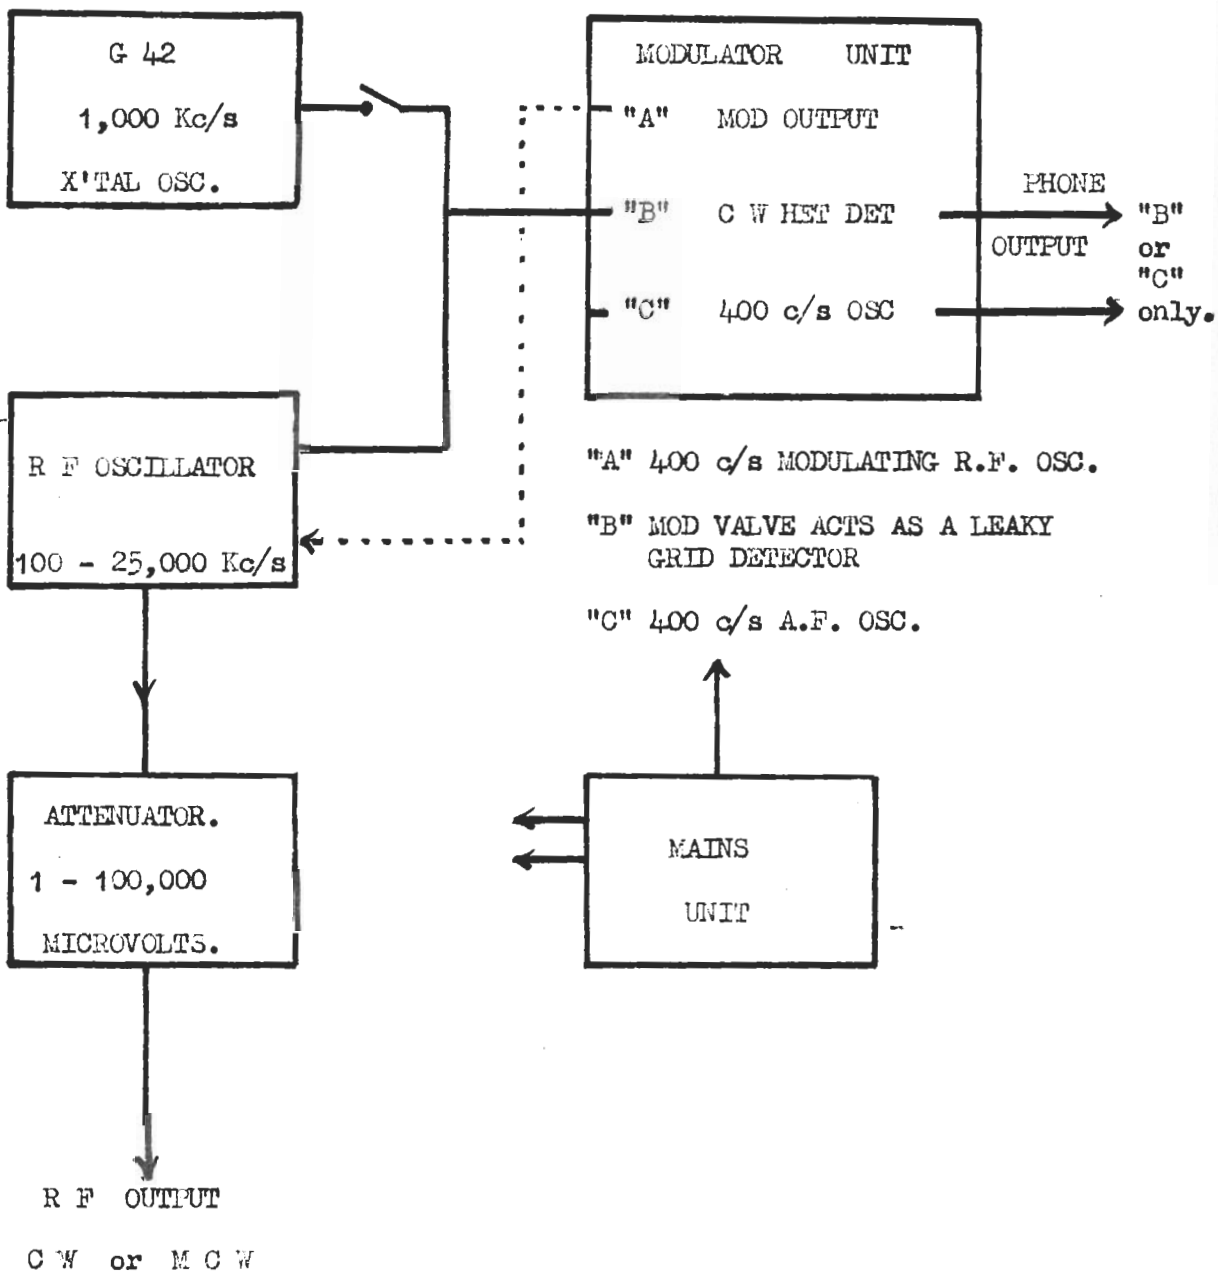 G 42
1,000 Kc/s
X'TAL OSC.
MODULATOR UNIT
"A" MOD OUTPUT
"B" C W HET DET
"C" 400 c/s OSC
PHONE
OUTPUT
"B"
or
"C"
only.
R F OSCILLATOR
100 - 25,000 Kc/s
"A" 400 c/s MODULATING R.F. OSC.
"B" MOD VALVE ACTS AS A LEAKY
GRID DETECTOR
"C" 400 c/s A.F. OSC.
ATTENUATOR.
1 - 100,000
MICROVOLTS.
MAINS
UNIT
R F OUTPUT
C W or M C W